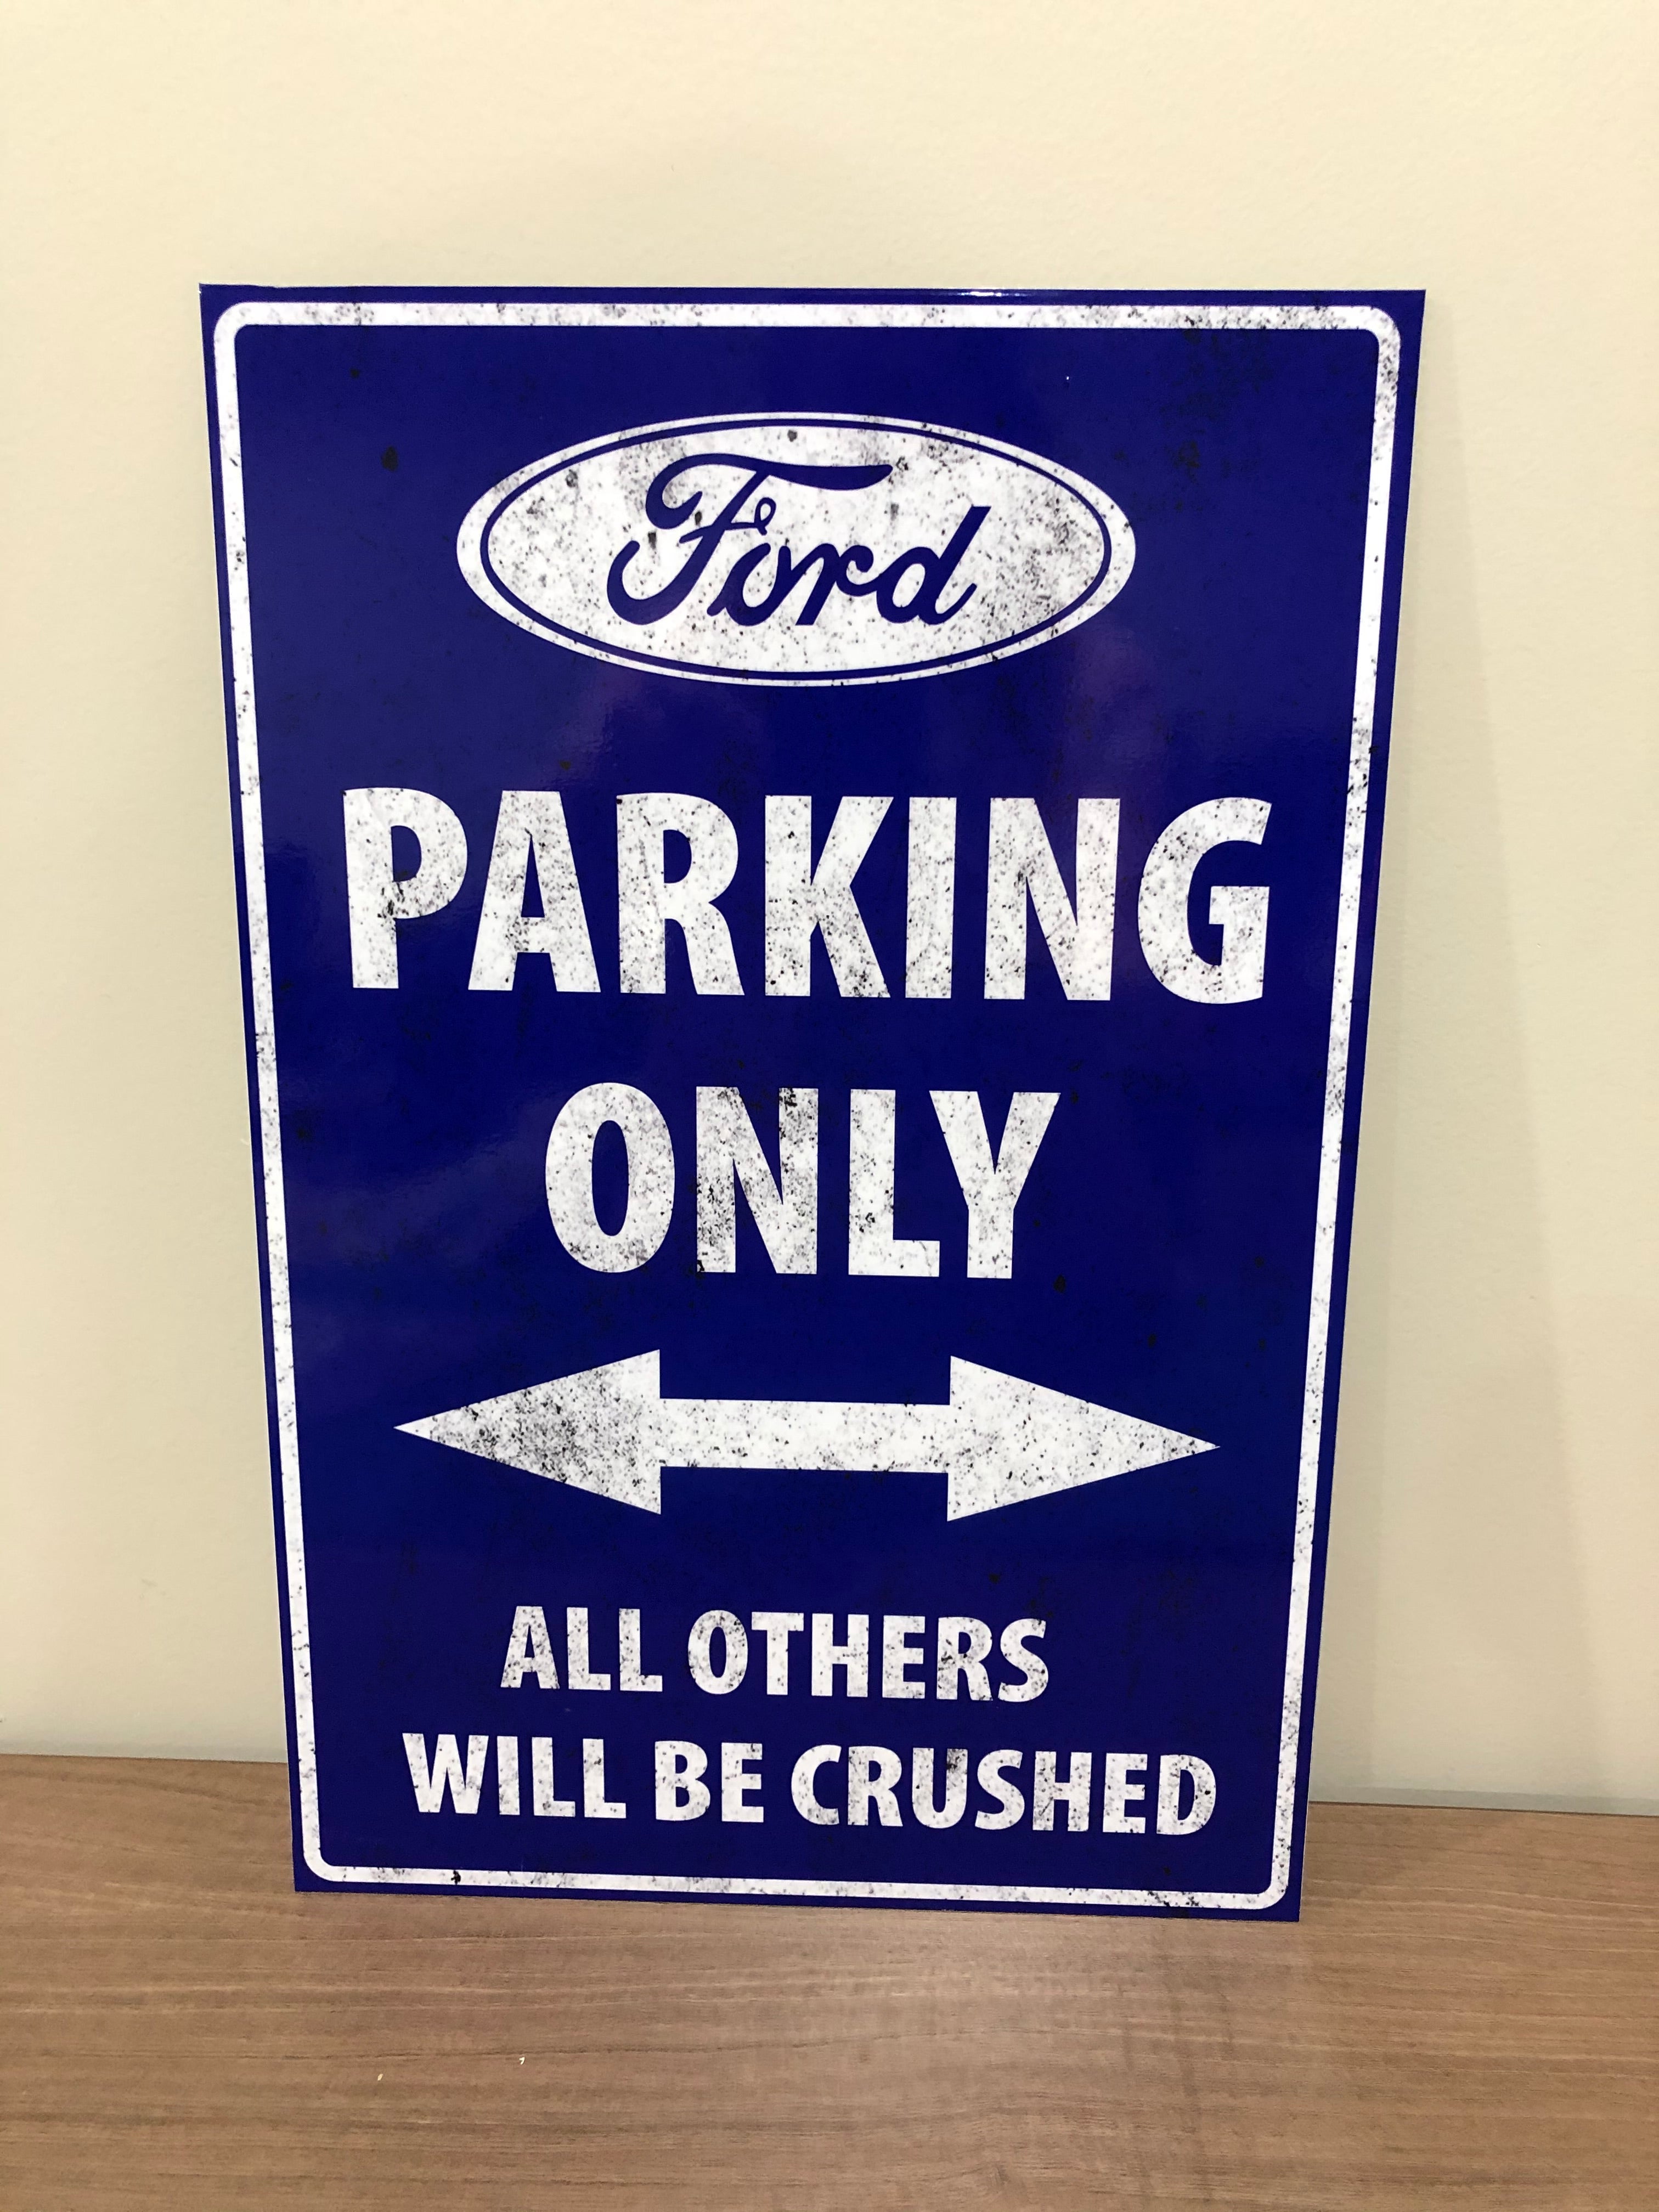 Ford
PARKING
ONLY
ALL OTHERS
WILL BE CRUSHED